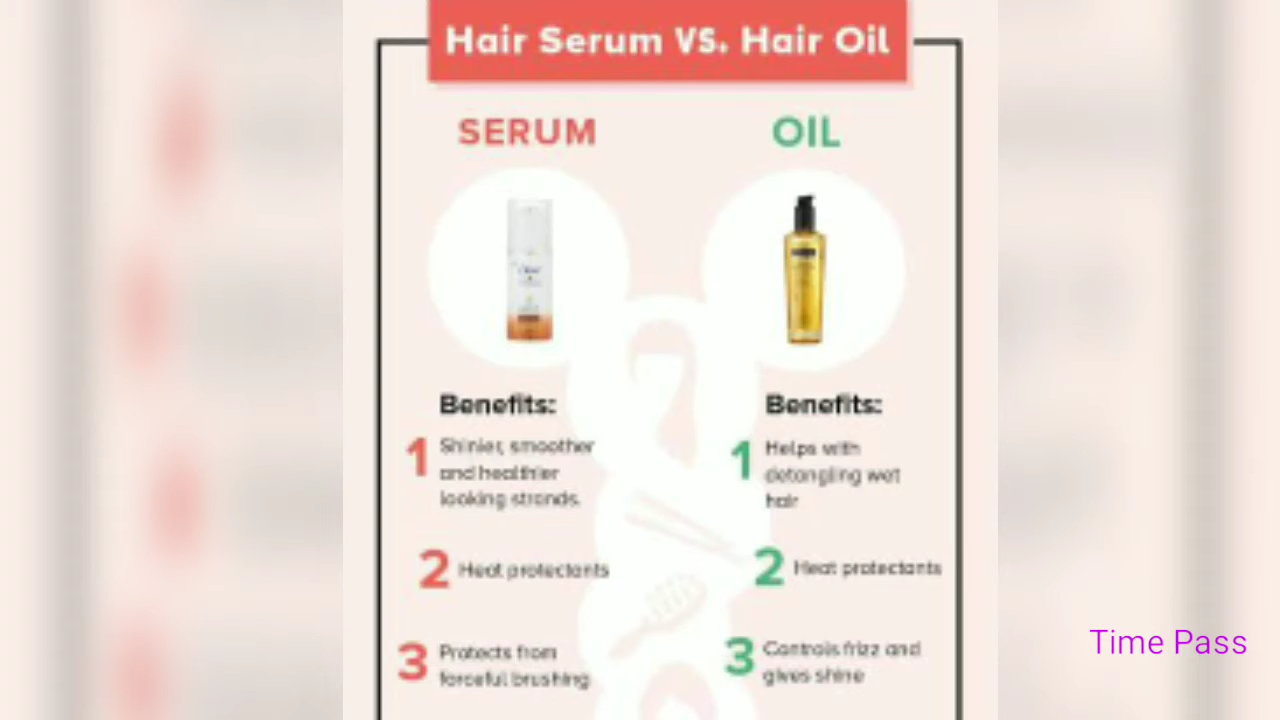 Hair Serum VS. Hair Oil
SERUM
OIL
Benefits:
1 Shinier, smoother
and healthier
looking strands.
2 Heat protectants
3 Protects from
forceful brushing
Benefits:
1 Helps with
detangling wet
hair
2 Heat protectants
3 Controls frizz and
gives shine
Time Pass